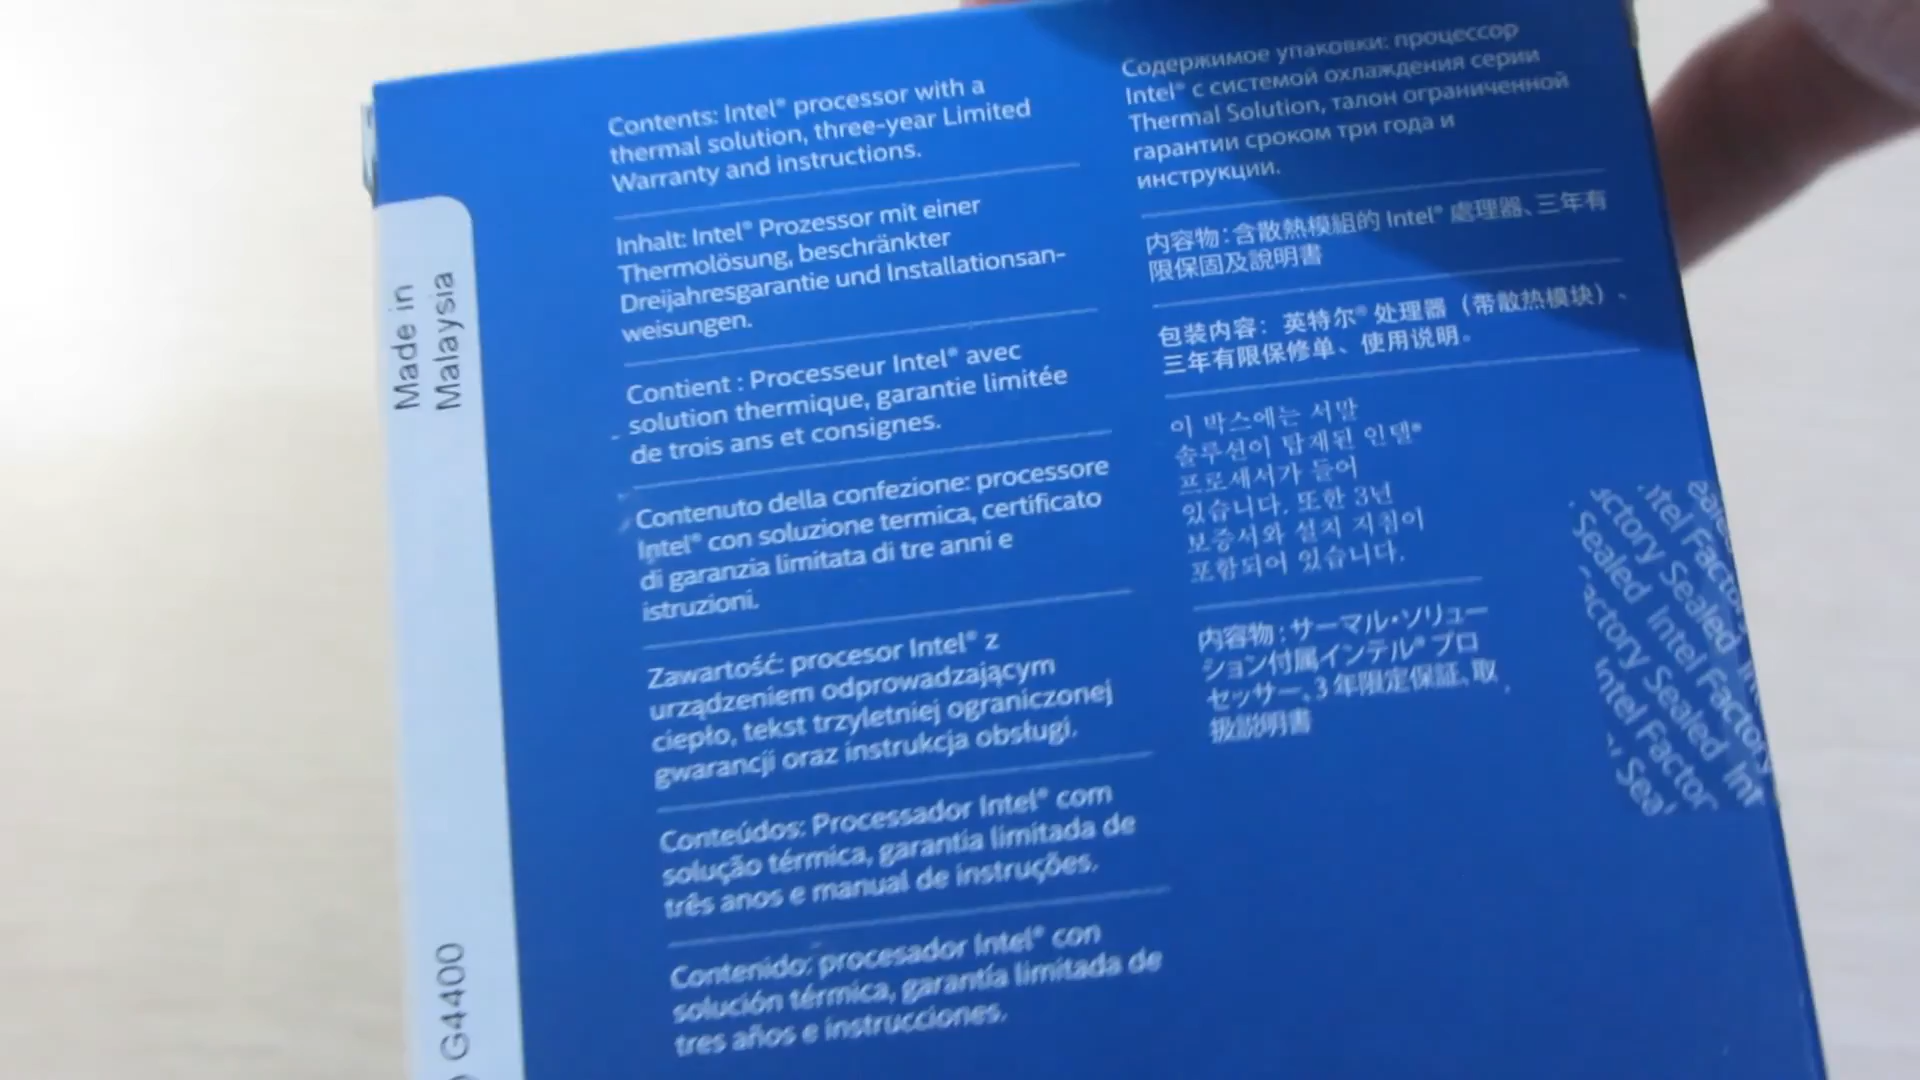 Made in
Malaysia
G4400
Contents: Intel® processor with a
thermal solution, three-year Limited
Warranty and instructions.
Inhalt: Intel® Prozessor mit einer
Thermolösung, beschränkter
Dreijahresgarantie und Installationsan-
weisungen.
Contient : Processeur Intel® avec
solution thermique, garantie limitée
de trois ans et consignes.
Contenuto della confezione: processore
Intel® con soluzione termica, certificato
di garanzia limitata di tre anni e
istruzioni.
Zawartość: procesor Intel® z
urządzeniem odprowadzającym
ciepło, tekst trzyletniej ograniczonej
gwarancji oraz instrukcja obsługi.
Conteúdos: Processador Intel® com
solução térmica, garantia limitada de
três anos e manual de instruções.
Contenido: procesador Intel® con
solución térmica, garantía limitada de
tres años e instrucciones.
Содержимое упаковки: процессор
Intel® с системой охлаждения серии
Thermal Solution, талон ограниченной
гарантии сроком три года и
инструкции.
內容物：含散熱模組的 Intel® 處理器、三年有
限保固及說明書
包装内容：英特尔® 处理器（带散热模块）、
三年有限保修单、使用说明。
이 박스에는 서말
솔루션이 탑재된 인텔®
프로세서가 들어
있습니다. 또한 3년
보증서와 설치 지침이
포함되어 있습니다.
内容物：サーマル・ソリュー
ション付属インテル® プロ
セッサー、3 年限定保証、取
扱説明書
Intel Factory
Sealed Intel Factory
Factory Sealed Int
Intel Factor